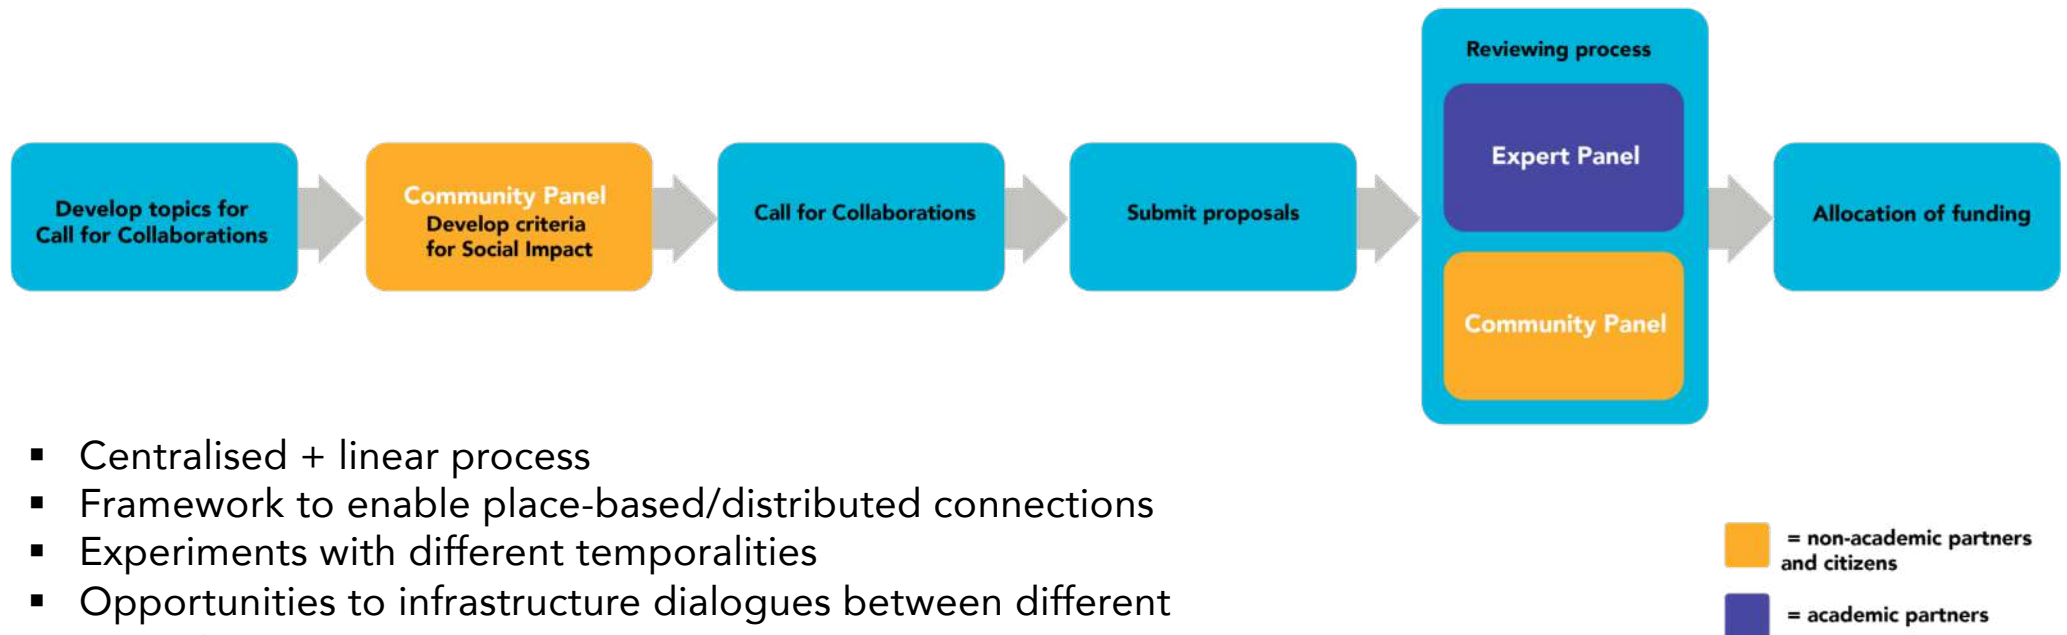 Reviewing process
Expert Panel
Community Panel
Develop topics for
Call for Collaborations
Community Panel
Develop criteria
for Social Impact
Call for Collaborations
Submit proposals
Allocation of funding
▪ Centralised + linear process
▪ Framework to enable place-based/distributed connections
▪ Experiments with different temporalities
▪ Opportunities to infrastructure dialogues between different
= non-academic partners
and citizens
= academic partners